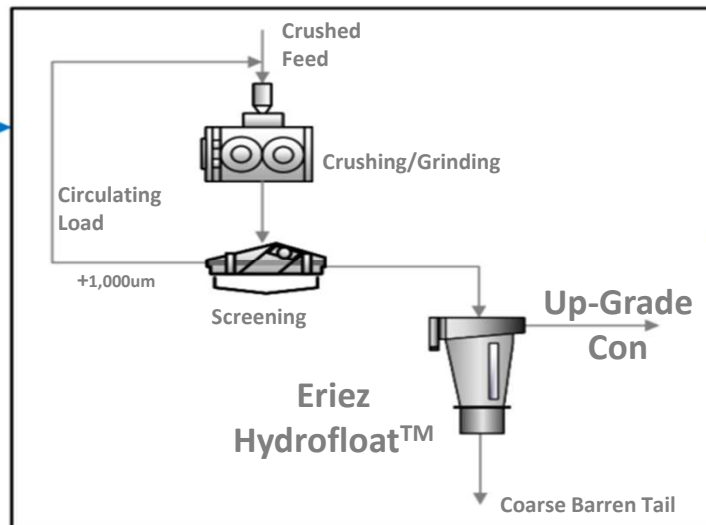 Crushed
Feed
Crushing/Grinding
Circulating
Load
+1,000um
Screening
Up-Grade
Con
Eriez
Hydrofloat™
Coarse Barren Tail